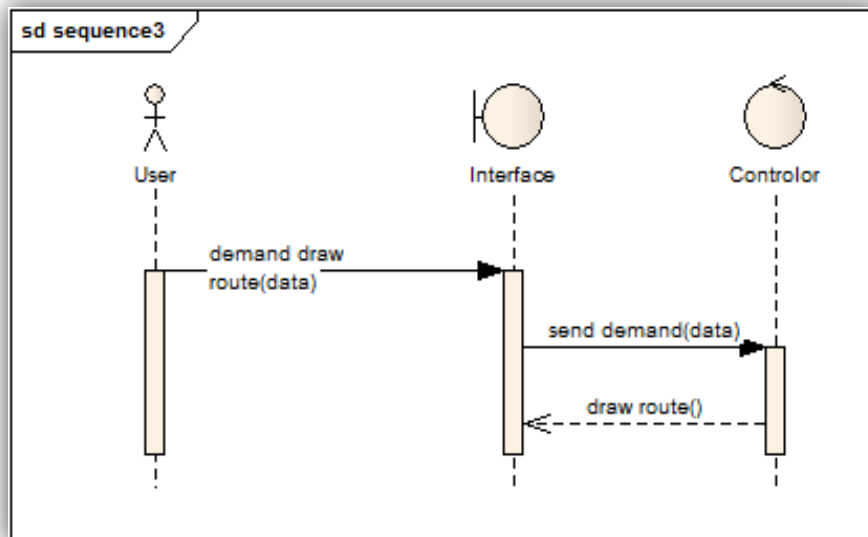 sd sequence3
User
Interface
Controlor
demand draw
route(data)
send demand(data)
draw route()